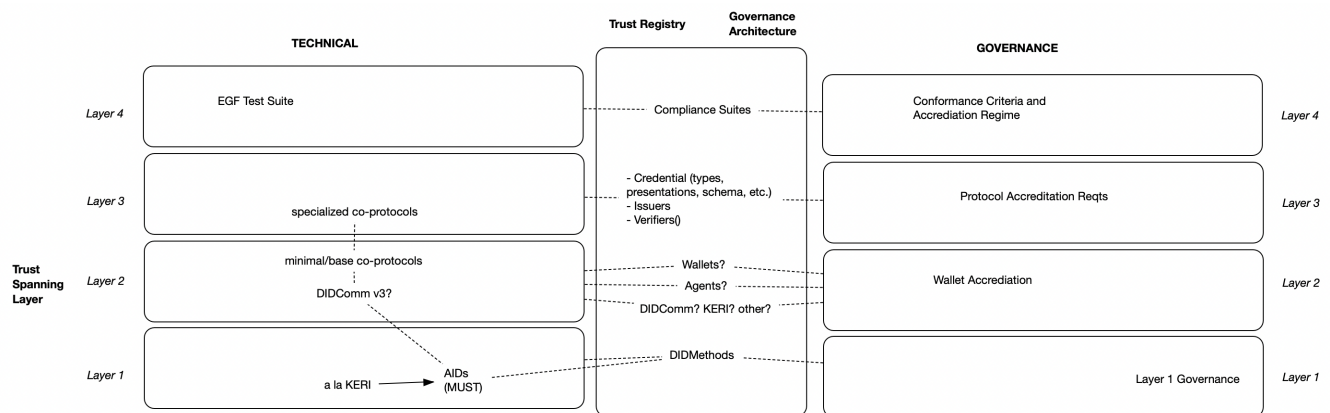 TECHNICAL
Trust Registry
Governance
Architecture
GOVERNANCE
Layer 4
EGF Test Suite
Compliance Suites
Conformance Criteria and
Accrediation Regime
Layer 4
Layer 3
specialized co-protocols
- Credential (types,
presentations, schema, etc.)
- Issuers
- Verifiers()
Protocol Accreditation Reqts
Layer 3
Trust
Spanning
Layer
Layer 2
minimal/base co-protocols
DIDComm v3?
Wallets?
Agents?
DIDComm? KERI? other?
Wallet Accrediation
Layer 2
Layer 1
a la KERI
AIDs
(MUST)
DIDMethods
Layer 1 Governance
Layer 1